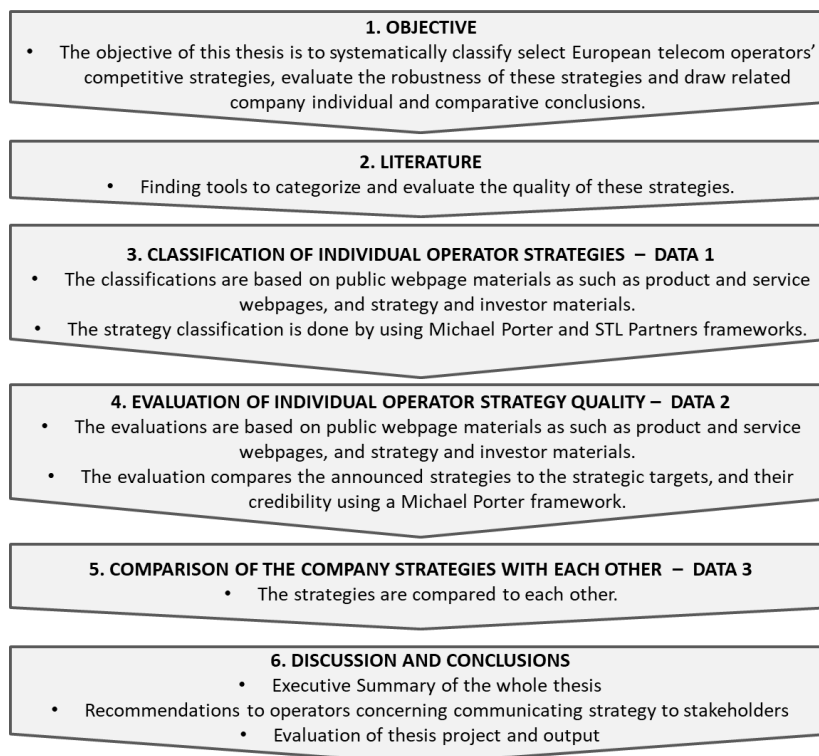 1. OBJECTIVE
• The objective of this thesis is to systematically classify select European telecom operators’
competitive strategies, evaluate the robustness of these strategies and draw related
company individual and comparative conclusions.
2. LITERATURE
• Finding tools to categorize and evaluate the quality of these strategies.
3. CLASSIFICATION OF INDIVIDUAL OPERATOR STRATEGIES – DATA 1
• The classifications are based on public webpage materials as such as product and service
webpages, and strategy and investor materials.
• The strategy classification is done by using Michael Porter and STL Partners frameworks.
4. EVALUATION OF INDIVIDUAL OPERATOR STRATEGY QUALITY – DATA 2
• The evaluations are based on public webpage materials as such as product and service
webpages, and strategy and investor materials.
• The evaluation compares the announced strategies to the strategic targets, and their
credibility using a Michael Porter framework.
5. COMPARISON OF THE COMPANY STRATEGIES WITH EACH OTHER – DATA 3
• The strategies are compared to each other.
6. DISCUSSION AND CONCLUSIONS
• Executive Summary of the whole thesis
• Recommendations to operators concerning communicating strategy to stakeholders
• Evaluation of thesis project and output